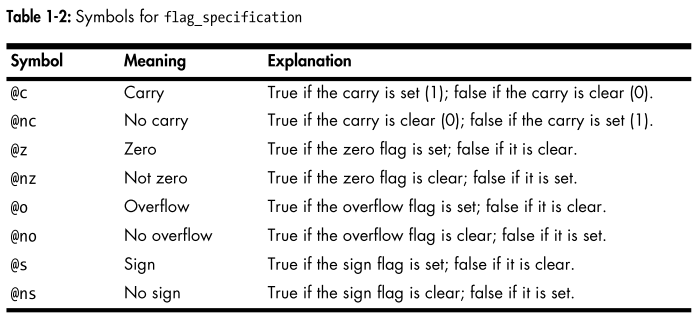 Table 1-2: Symbols for flag_specification
Symbol Meaning Explanation
@c Carry True if the carry is set (1); false if the carry is clear (0).
@nc No carry True if the carry is clear (0); false if the carry is set (1).
@z Zero True if the zero flag is set; false if it is clear.
@nz Not zero True if the zero flag is clear; false if it is set.
@o Overflow True if the overflow flag is set; false if it is clear.
@no No overflow True if the overflow flag is clear; false if it is set.
@s Sign True if the sign flag is set; false if it is clear.
@ns No sign True if the sign flag is clear; false if it is set.